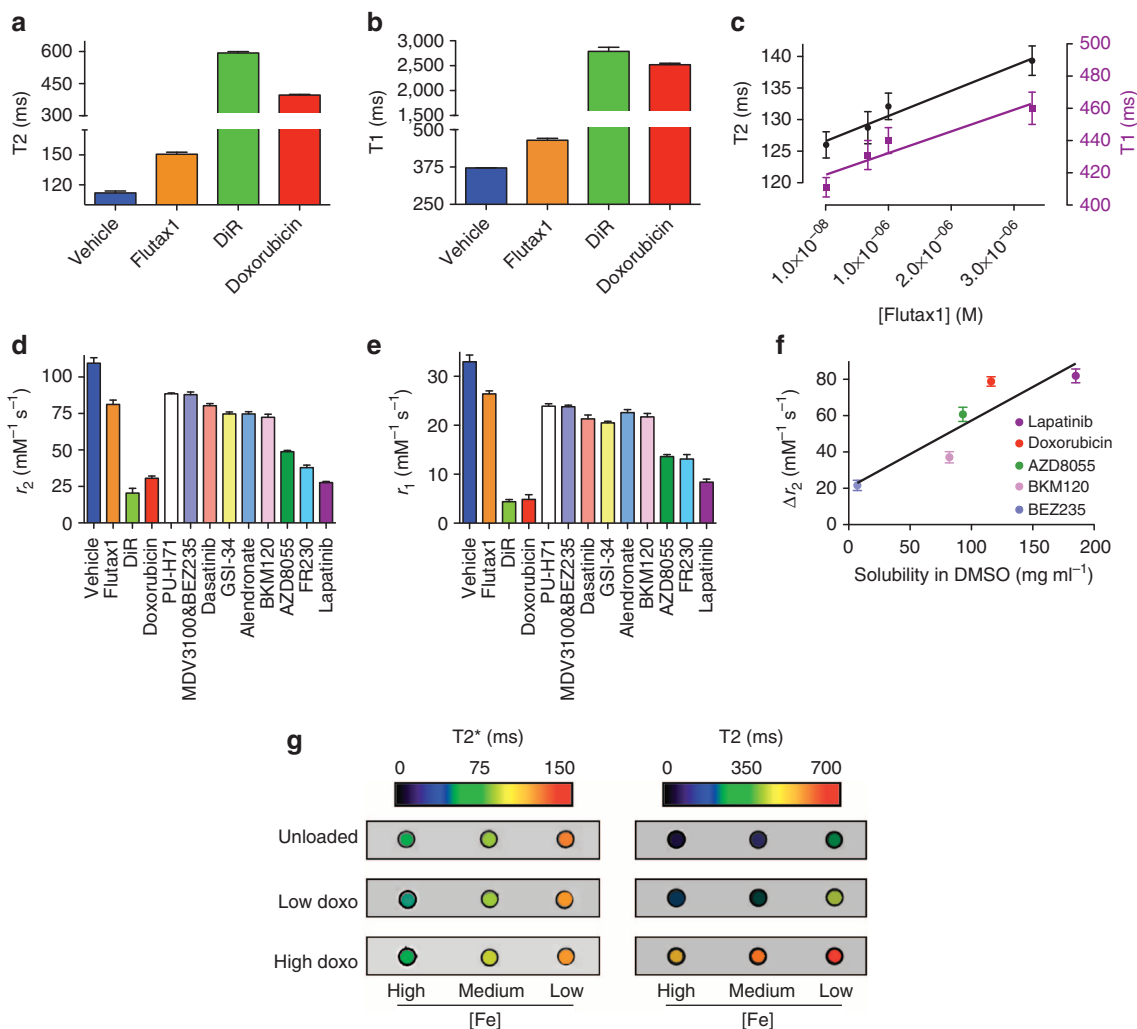 a
T2 (ms)
600
450
300
150
120
Vehicle
Flutax1
DiR
Doxorubicin
b
T1 (ms)
3,000
2,500
2,000
1,500
1,000
500
375
250
Vehicle
Flutax1
DiR
Doxorubicin
c
T2 (ms)
140
135
130
125
120
500
480
460
440
420
400
T1 (ms)
1.0×10⁻⁰⁸
1.0×10⁻⁰⁶
2.0×10⁻⁰⁶
3.0×10⁻⁰⁶
[Flutax1] (M)
d
r₂ (mM⁻¹ s⁻¹)
100
75
50
25
0
Vehicle
Flutax1
DiR
Doxorubicin
PU-H71
MDV3100&BEZ235
Dasatinib
GSI-34
Alendronate
BKM120
AZD8055
FR230
Lapatinib
e
r₁ (mM⁻¹ s⁻¹)
30
20
10
0
Vehicle
Flutax1
DiR
Doxorubicin
PU-H71
MDV3100&BEZ235
Dasatinib
GSI-34
Alendronate
BKM120
AZD8055
FR230
Lapatinib
f
Δr₂ (mM⁻¹ s⁻¹)
100
80
60
40
20
0
Lapatinib
Doxorubicin
AZD8055
BKM120
BEZ235
0 50 100 150 200
Solubility in DMSO (mg ml⁻¹)
g
T2* (ms)
0 75 150
T2 (ms)
0 350 700
Unloaded
Low doxo
High doxo
High Medium Low
[Fe]
High Medium Low
[Fe]